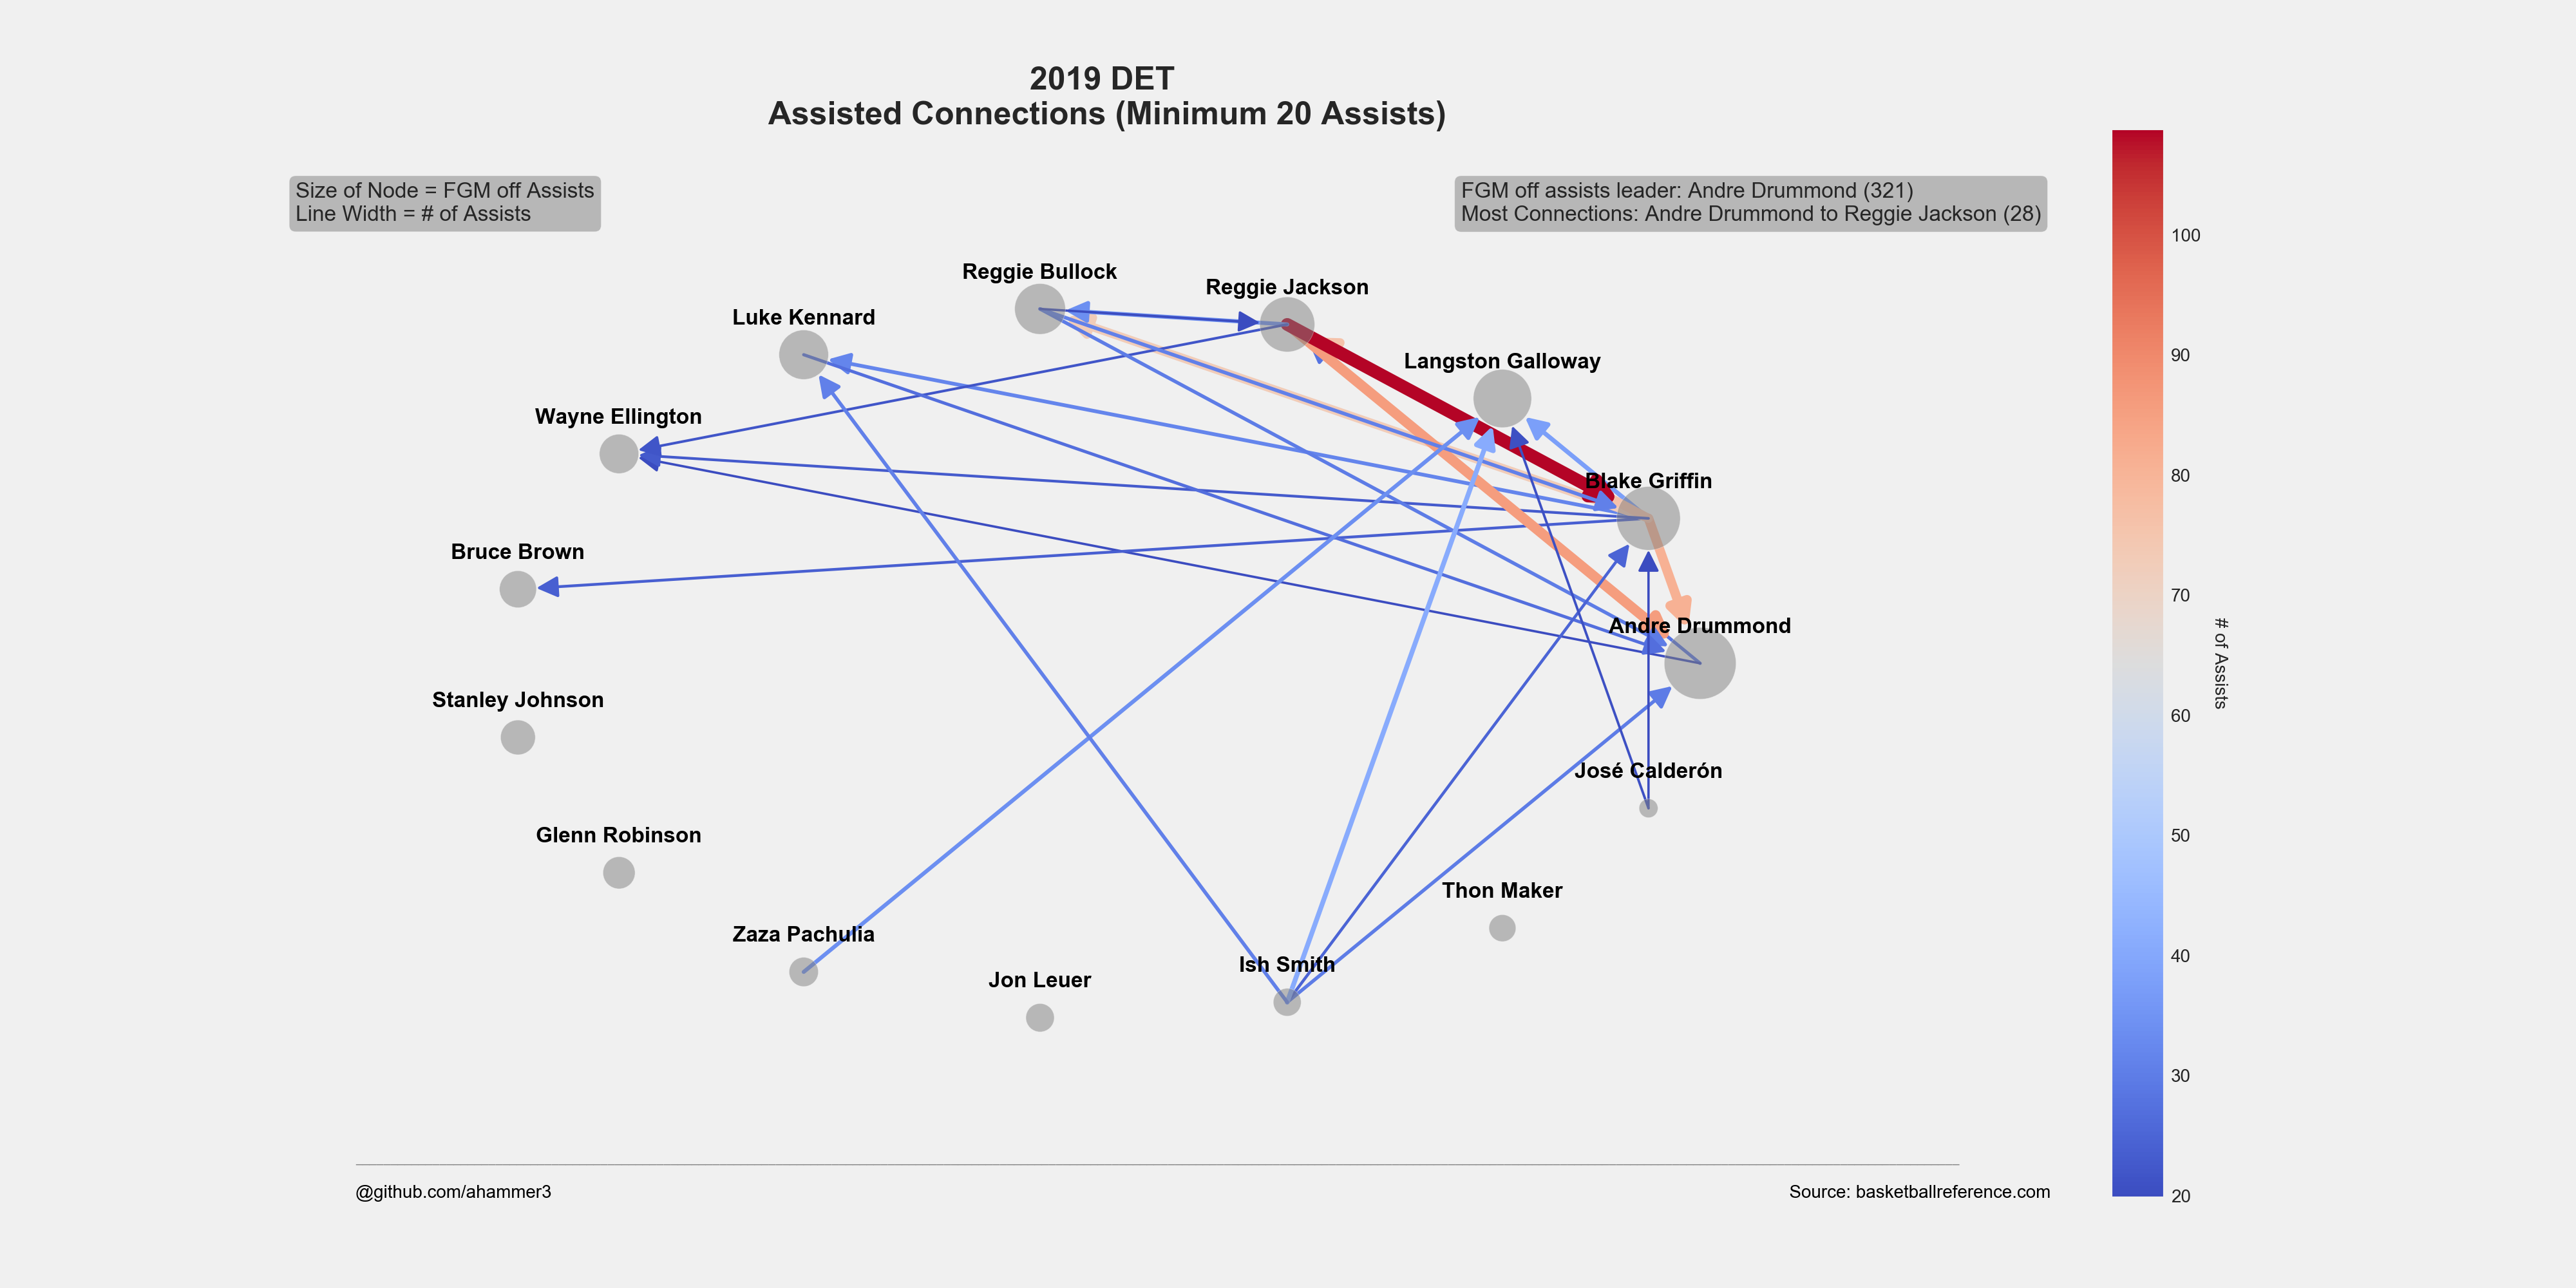 2019 DET
Assisted Connections (Minimum 20 Assists)
Size of Node = FGM off Assists
Line Width = # of Assists
FGM off assists leader: Andre Drummond (321)
Most Connections: Andre Drummond to Reggie Jackson (28)
Reggie Bullock
Reggie Jackson
Luke Kennard
Langston Galloway
Wayne Ellington
Blake Griffin
Bruce Brown
Andre Drummond
Stanley Johnson
José Calderón
Glenn Robinson
Thon Maker
Zaza Pachulia
Ish Smith
Jon Leuer
100
90
80
70
60
50
40
30
20
# of Assists
@github.com/ahammer3
Source: basketballreference.com